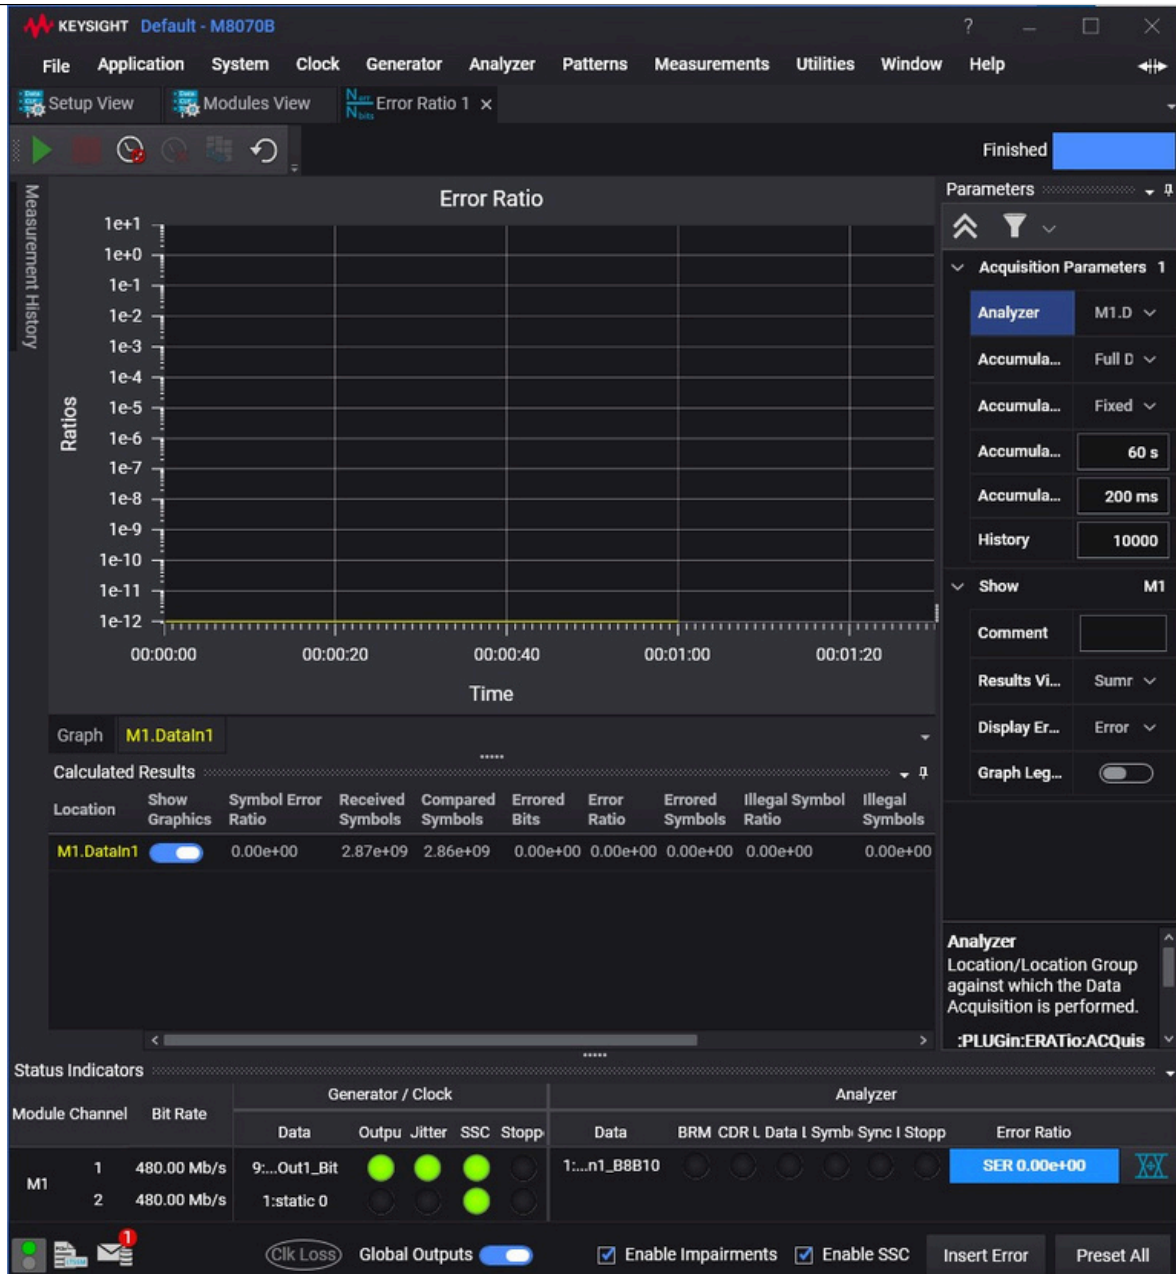 KEYSIGHT Default - M8070B ?
File Application System Clock Generator Analyzer Patterns Measurements Utilities Window Help
Setup View Modules View Nerr Nbits Error Ratio 1 ×
Finished
Measurement History
Error Ratio
Ratios
1e+1
1e+0
1e-1
1e-2
1e-3
1e-4
1e-5
1e-6
1e-7
1e-8
1e-9
1e-10
1e-11
1e-12
00:00:00 00:00:20 00:00:40 00:01:00 00:01:20
Time
Graph M1.DataIn1
Calculated Results
Location Show Graphics Symbol Error Ratio Received Symbols Compared Symbols Errored Bits Error Ratio Errored Symbols Illegal Symbol Ratio Illegal Symbols
M1.DataIn1 0.00e+00 2.87e+09 2.86e+09 0.00e+00 0.00e+00 0.00e+00 0.00e+00 0.00e+00
Parameters
Acquisition Parameters 1
Analyzer M1.D
Accumula... Full D
Accumula... Fixed
Accumula... 60 s
Accumula... 200 ms
History 10000
Show M1
Comment
Results Vi... Sumr
Display Er... Error
Graph Leg...
Analyzer
Location/Location Group
against which the Data
Acquisition is performed.
:PLUGin:ERATio:ACQuis
Status Indicators
Module Channel Bit Rate Generator / Clock Analyzer
Data Outpu Jitter SSC Stopp Data BRM CDR L Data L Symb Sync I Stopp Error Ratio
M1
1 480.00 Mb/s 9:...Out1_Bit 1:...n1_B8B10 SER 0.00e+00
2 480.00 Mb/s 1:static 0
1
Clk Loss Global Outputs Enable Impairments Enable SSC Insert Error Preset All